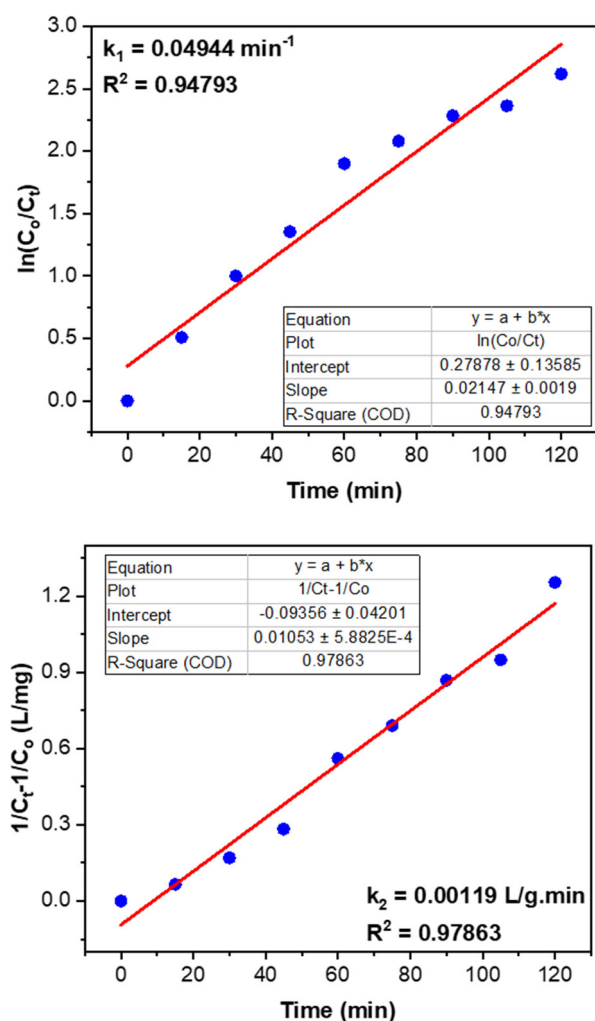 k₁ = 0.04944 min⁻¹
R² = 0.94793
3.0
2.5
2.0
1.5
1.0
0.5
0.0
ln(Cₒ/Cₜ)
Equation y = a + b*x
Plot ln(Co/Ct)
Intercept 0.27878 ± 0.13585
Slope 0.02147 ± 0.0019
R-Square (COD) 0.94793
0 20 40 60 80 100 120
Time (min)
Equation y = a + b*x
Plot 1/Ct-1/Co
Intercept -0.09356 ± 0.04201
Slope 0.01053 ± 5.8825E-4
R-Square (COD) 0.97863
1.2
0.9
0.6
0.3
0.0
1/Cₜ-1/Cₒ (L/mg)
k₂ = 0.00119 L/g.min
R² = 0.97863
0 20 40 60 80 100 120
Time (min)